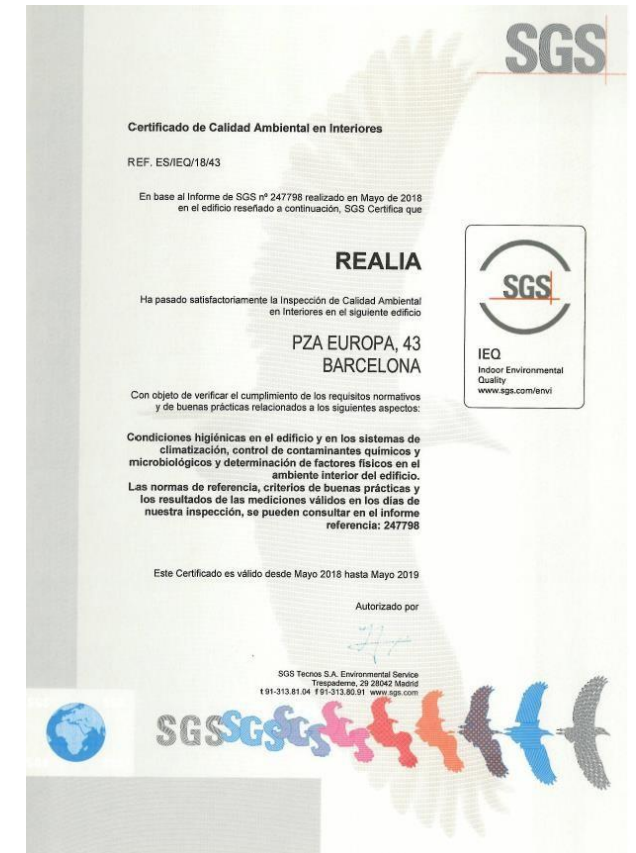 SGS
Certificado de Calidad Ambiental en Interiores
REF. ES/IEQ/18/43
En base al Informe de SGS nº 247798 realizado en Mayo de 2018
en el edificio reseñado a continuación, SGS Certifica que
REALIA
Ha pasado satisfactoriamente la Inspección de Calidad Ambiental
en Interiores en el siguiente edificio
PZA EUROPA, 43
BARCELONA
Con objeto de verificar el cumplimiento de los requisitos normativos
y de buenas prácticas relacionados a los siguientes aspectos:
Condiciones higiénicas en el edificio y en los sistemas de
climatización, control de contaminantes químicos y
microbiológicos y determinación de factores físicos en el
ambiente interior del edificio.
Las normas de referencia, criterios de buenas prácticas y
los resultados de las mediciones válidos en los días de
nuestra inspección, se pueden consultar en el informe
referencia: 247798
Este Certificado es válido desde Mayo 2018 hasta Mayo 2019
Autorizado por
SGS Tecnos S.A. Environmental Service
Trespaderne, 29 28042 Madrid
t 91-313.81.04 f 91-313.80.91 www.sgs.com
SGS
IEQ
Indoor Environmental
Quality
www.sgs.com/envi
SGSSGSSGS